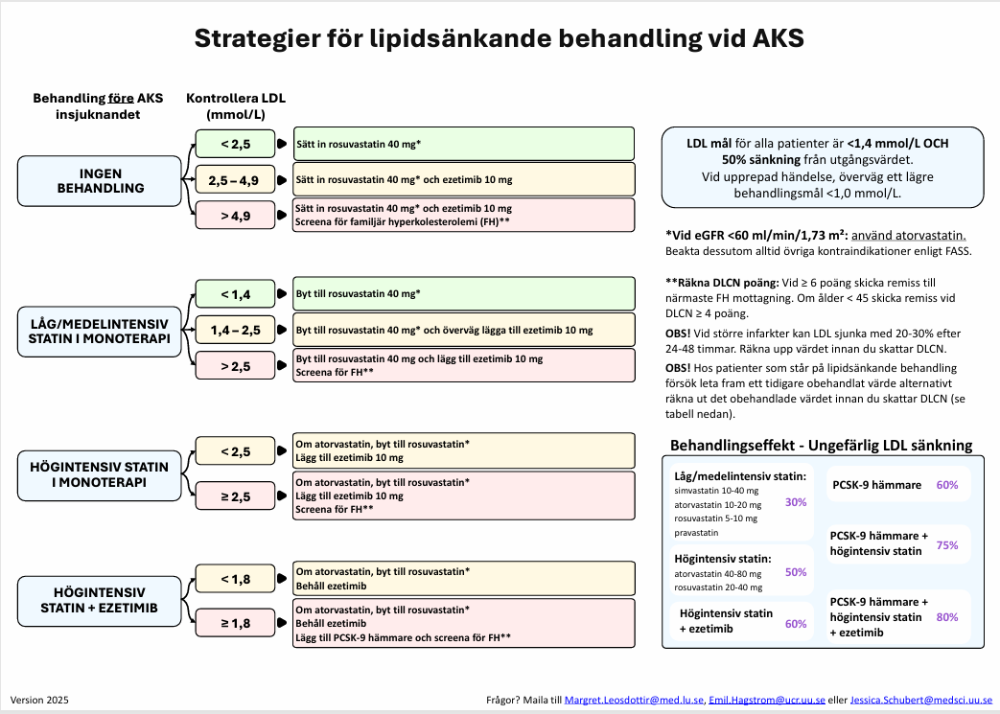 Strategier för lipidsänkande behandling vid AKS
Behandling före AKS
insjuknandet
Kontrollera LDL
(mmol/L)
INGEN
BEHANDLING
< 2,5
Sätt in rosuvastatin 40 mg*
2,5 – 4,9
Sätt in rosuvastatin 40 mg* och ezetimib 10 mg
> 4,9
Sätt in rosuvastatin 40 mg* och ezetimib 10 mg
Screena för familjär hyperkolesterolemi (FH)**
LÅG/MEDELINTENSIV
STATIN I MONOTERAPI
< 1,4
Byt till rosuvastatin 40 mg*
1,4 – 2,5
Byt till rosuvastatin 40 mg* och överväg lägga till ezetimib 10 mg
> 2,5
Byt till rosuvastatin 40 mg och lägg till ezetimib 10 mg
Screena för FH**
HÖGINTENSIV STATIN
I MONOTERAPI
< 2,5
Om atorvastatin, byt till rosuvastatin*
Lägg till ezetimib 10 mg
≥ 2,5
Om atorvastatin, byt till rosuvastatin*
Lägg till ezetimib 10 mg
Screena för FH**
HÖGINTENSIV
STATIN + EZETIMIB
< 1,8
Om atorvastatin, byt till rosuvastatin*
Behåll ezetimib
≥ 1,8
Om atorvastatin, byt till rosuvastatin*
Behåll ezetimib
Lägg till PCSK-9 hämmare och screena för FH**
LDL mål för alla patienter är <1,4 mmol/L OCH
50% sänkning från utgångsvärdet.
Vid upprepad händelse, överväg ett lägre
behandlingsmål <1,0 mmol/L.
*Vid eGFR <60 ml/min/1,73 m²: använd atorvastatin.
Beakta dessutom alltid övriga kontraindikationer enligt FASS.
**Räkna DLCN poäng: Vid ≥ 6 poäng skicka remiss till
närmaste FH mottagning. Om ålder < 45 skicka remiss vid
DLCN ≥ 4 poäng.
OBS! Vid större infarkter kan LDL sjunka med 20-30% efter
24-48 timmar. Räkna upp värdet innan du skattar DLCN.
OBS! Hos patienter som står på lipidsänkande behandling
försök leta fram ett tidigare obehandlat värde alternativt
räkna ut det obehandlade värdet innan du skattar DLCN (se
tabell nedan).
Behandlingseffekt - Ungefärlig LDL sänkning
Låg/medelintensiv statin:
simvastatin 10-40 mg
atorvastatin 10-20 mg
rosuvastatin 5-10 mg
pravastatin
30%
Högintensiv statin:
atorvastatin 40-80 mg
rosuvastatin 20-40 mg
50%
Högintensiv statin
+ ezetimib
60%
PCSK-9 hämmare 60%
PCSK-9 hämmare +
högintensiv statin
75%
PCSK-9 hämmare +
högintensiv statin
+ ezetimib
80%
Version 2025
Frågor? Maila till Margret.Leosdottir@med.lu.se, Emil.Hagstrom@ucr.uu.se eller Jessica.Schubert@medsci.uu.se